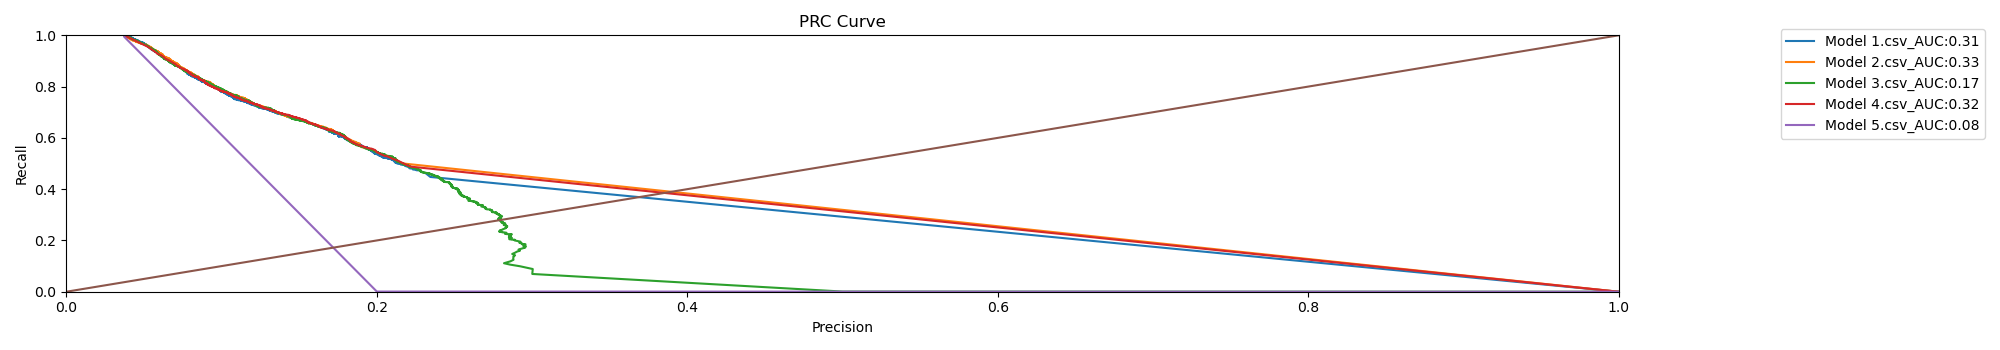 PRC Curve
1.0
0.8
0.6
0.4
0.2
0.0
Recall
0.0 0.2 0.4 0.6 0.8 1.0
Precision
Model 1.csv_AUC:0.31
Model 2.csv_AUC:0.33
Model 3.csv_AUC:0.17
Model 4.csv_AUC:0.32
Model 5.csv_AUC:0.08